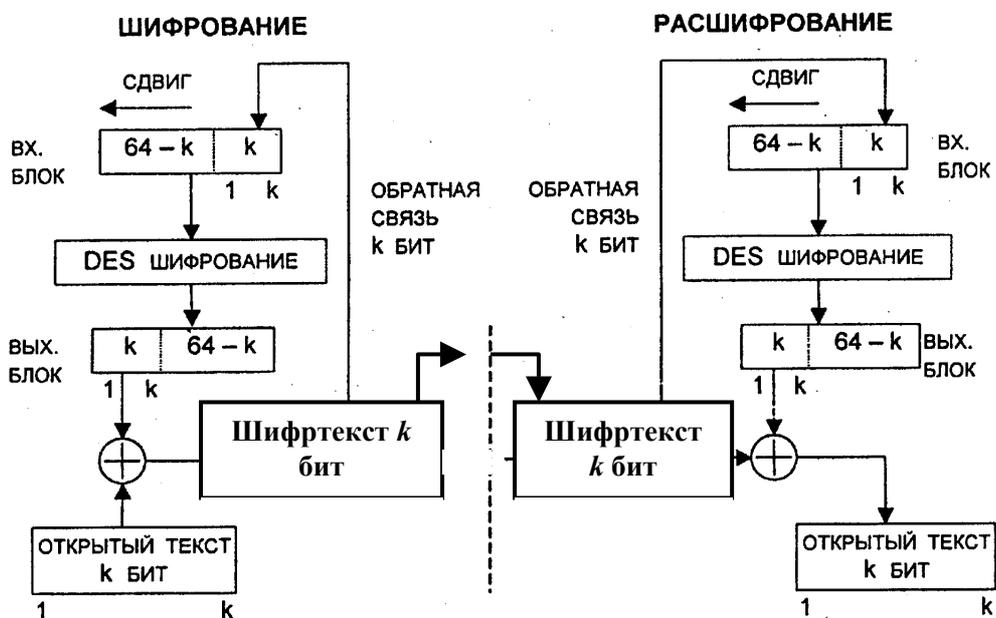 ШИФРОВАНИЕ
СДВИГ
64 – k k
ВХ.
БЛОК
1 k
DES ШИФРОВАНИЕ
ОБРАТНАЯ
СВЯЗЬ
k БИТ
ВЫХ.
БЛОК
k 64 – k
1 k
Шифртекст k
бит
ОТКРЫТЫЙ ТЕКСТ
k БИТ
1 k
РАСШИФРОВАНИЕ
СДВИГ
64 – k k
ВХ.
БЛОК
1 k
ОБРАТНАЯ
СВЯЗЬ
k БИТ
DES ШИФРОВАНИЕ
k 64 – k
ВЫХ.
БЛОК
1 k
Шифртекст
k бит
ОТКРЫТЫЙ ТЕКСТ
k БИТ
1 k